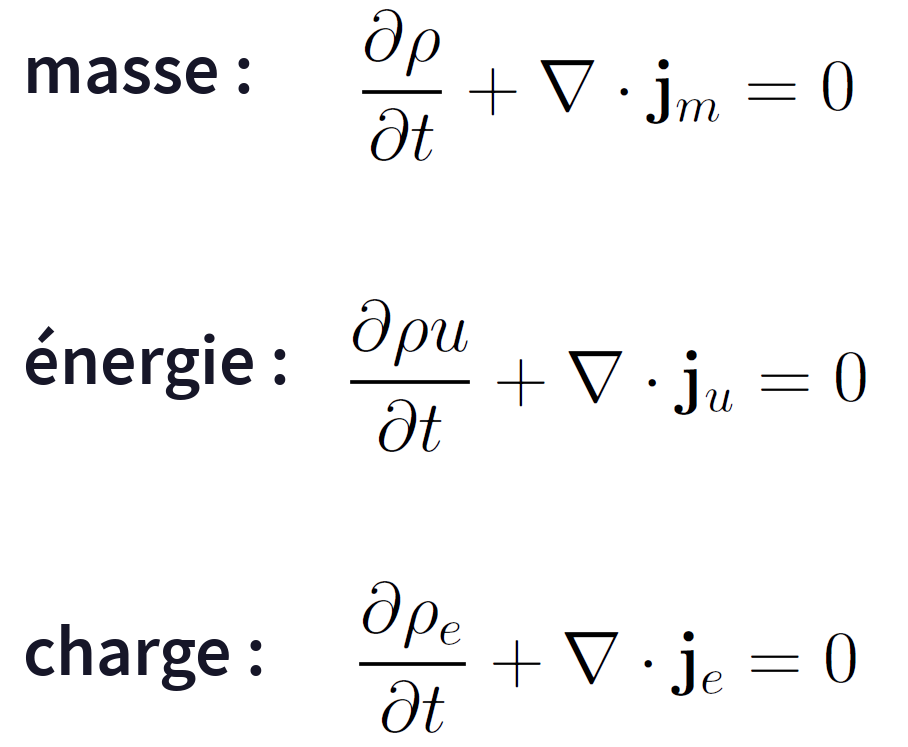 masse : ∂ρ/∂t + ∇ · j_m = 0
énergie : ∂ρu/∂t + ∇ · j_u = 0
charge : ∂ρ_e/∂t + ∇ · j_e = 0